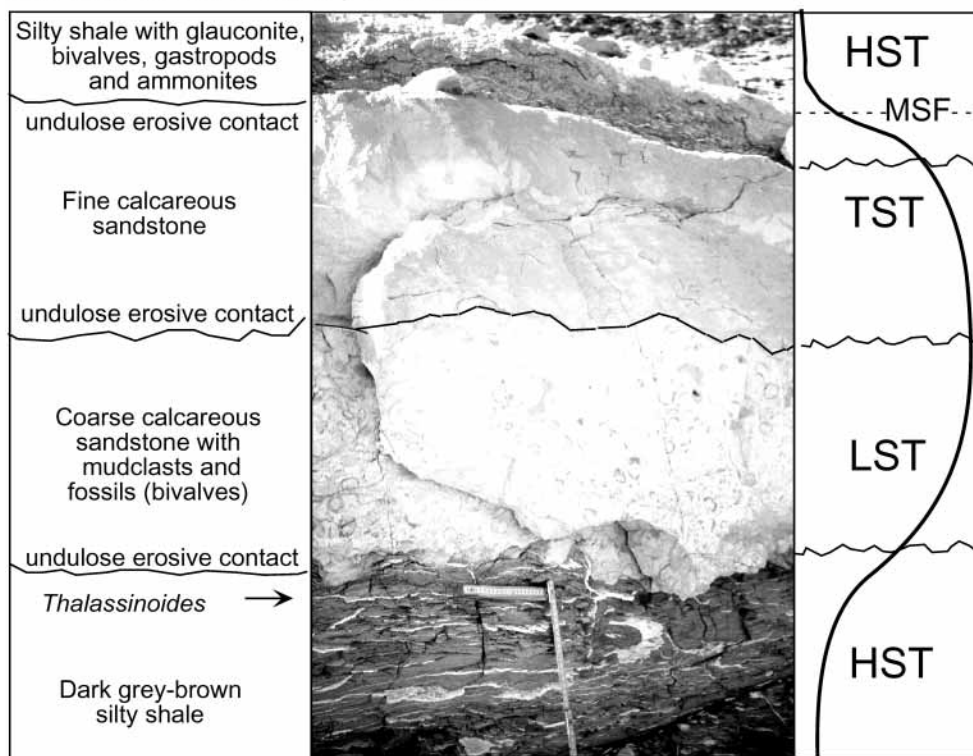 Silty shale with glauconite,
bivalves, gastropods
and ammonites
undulose erosive contact
Fine calcareous
sandstone
undulose erosive contact
Coarse calcareous
sandstone with
mudclasts and
fossils (bivalves)
undulose erosive contact
Thalassinoides
Dark grey-brown
silty shale
HST
MSF
TST
LST
HST